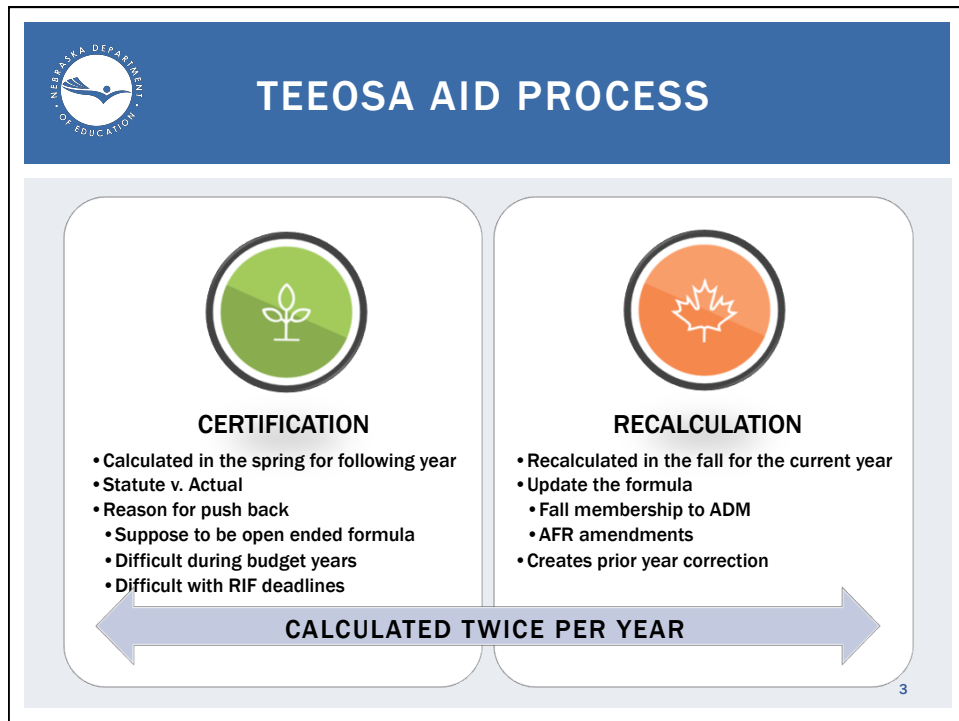 NEBRASKA DEPARTMENT
OF EDUCATION
TEEOSA AID PROCESS
CERTIFICATION
•Calculated in the spring for following year
•Statute v. Actual
•Reason for push back
•Suppose to be open ended formula
•Difficult during budget years
•Difficult with RIF deadlines
RECALCULATION
•Recalculated in the fall for the current year
•Update the formula
•Fall membership to ADM
•AFR amendments
•Creates prior year correction
CALCULATED TWICE PER YEAR
3